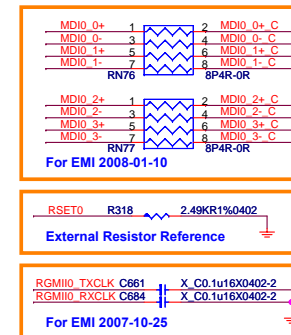 MDI0_0+ 1 2 MDI0_0+_C
MDI0_0- 3 4 MDI0_0-_C
MDI0_1+ 5 6 MDI0_1+_C
MDI0_1- 7 8 MDI0_1-_C
RN76 8P4R-0R
MDI0_2+ 1 2 MDI0_2+_C
MDI0_2- 3 4 MDI0_2-_C
MDI0_3+ 5 6 MDI0_3+_C
MDI0_3- 7 8 MDI0_3-_C
RN77 8P4R-0R
For EMI 2008-01-10
RSET0 R318 2.49KR1%0402
External Resistor Reference
RGMII0_TXCLK C661 X_C0.1u16X0402-2
RGMII0_RXCLK C684 X_C0.1u16X0402-2
For EMI 2007-10-25